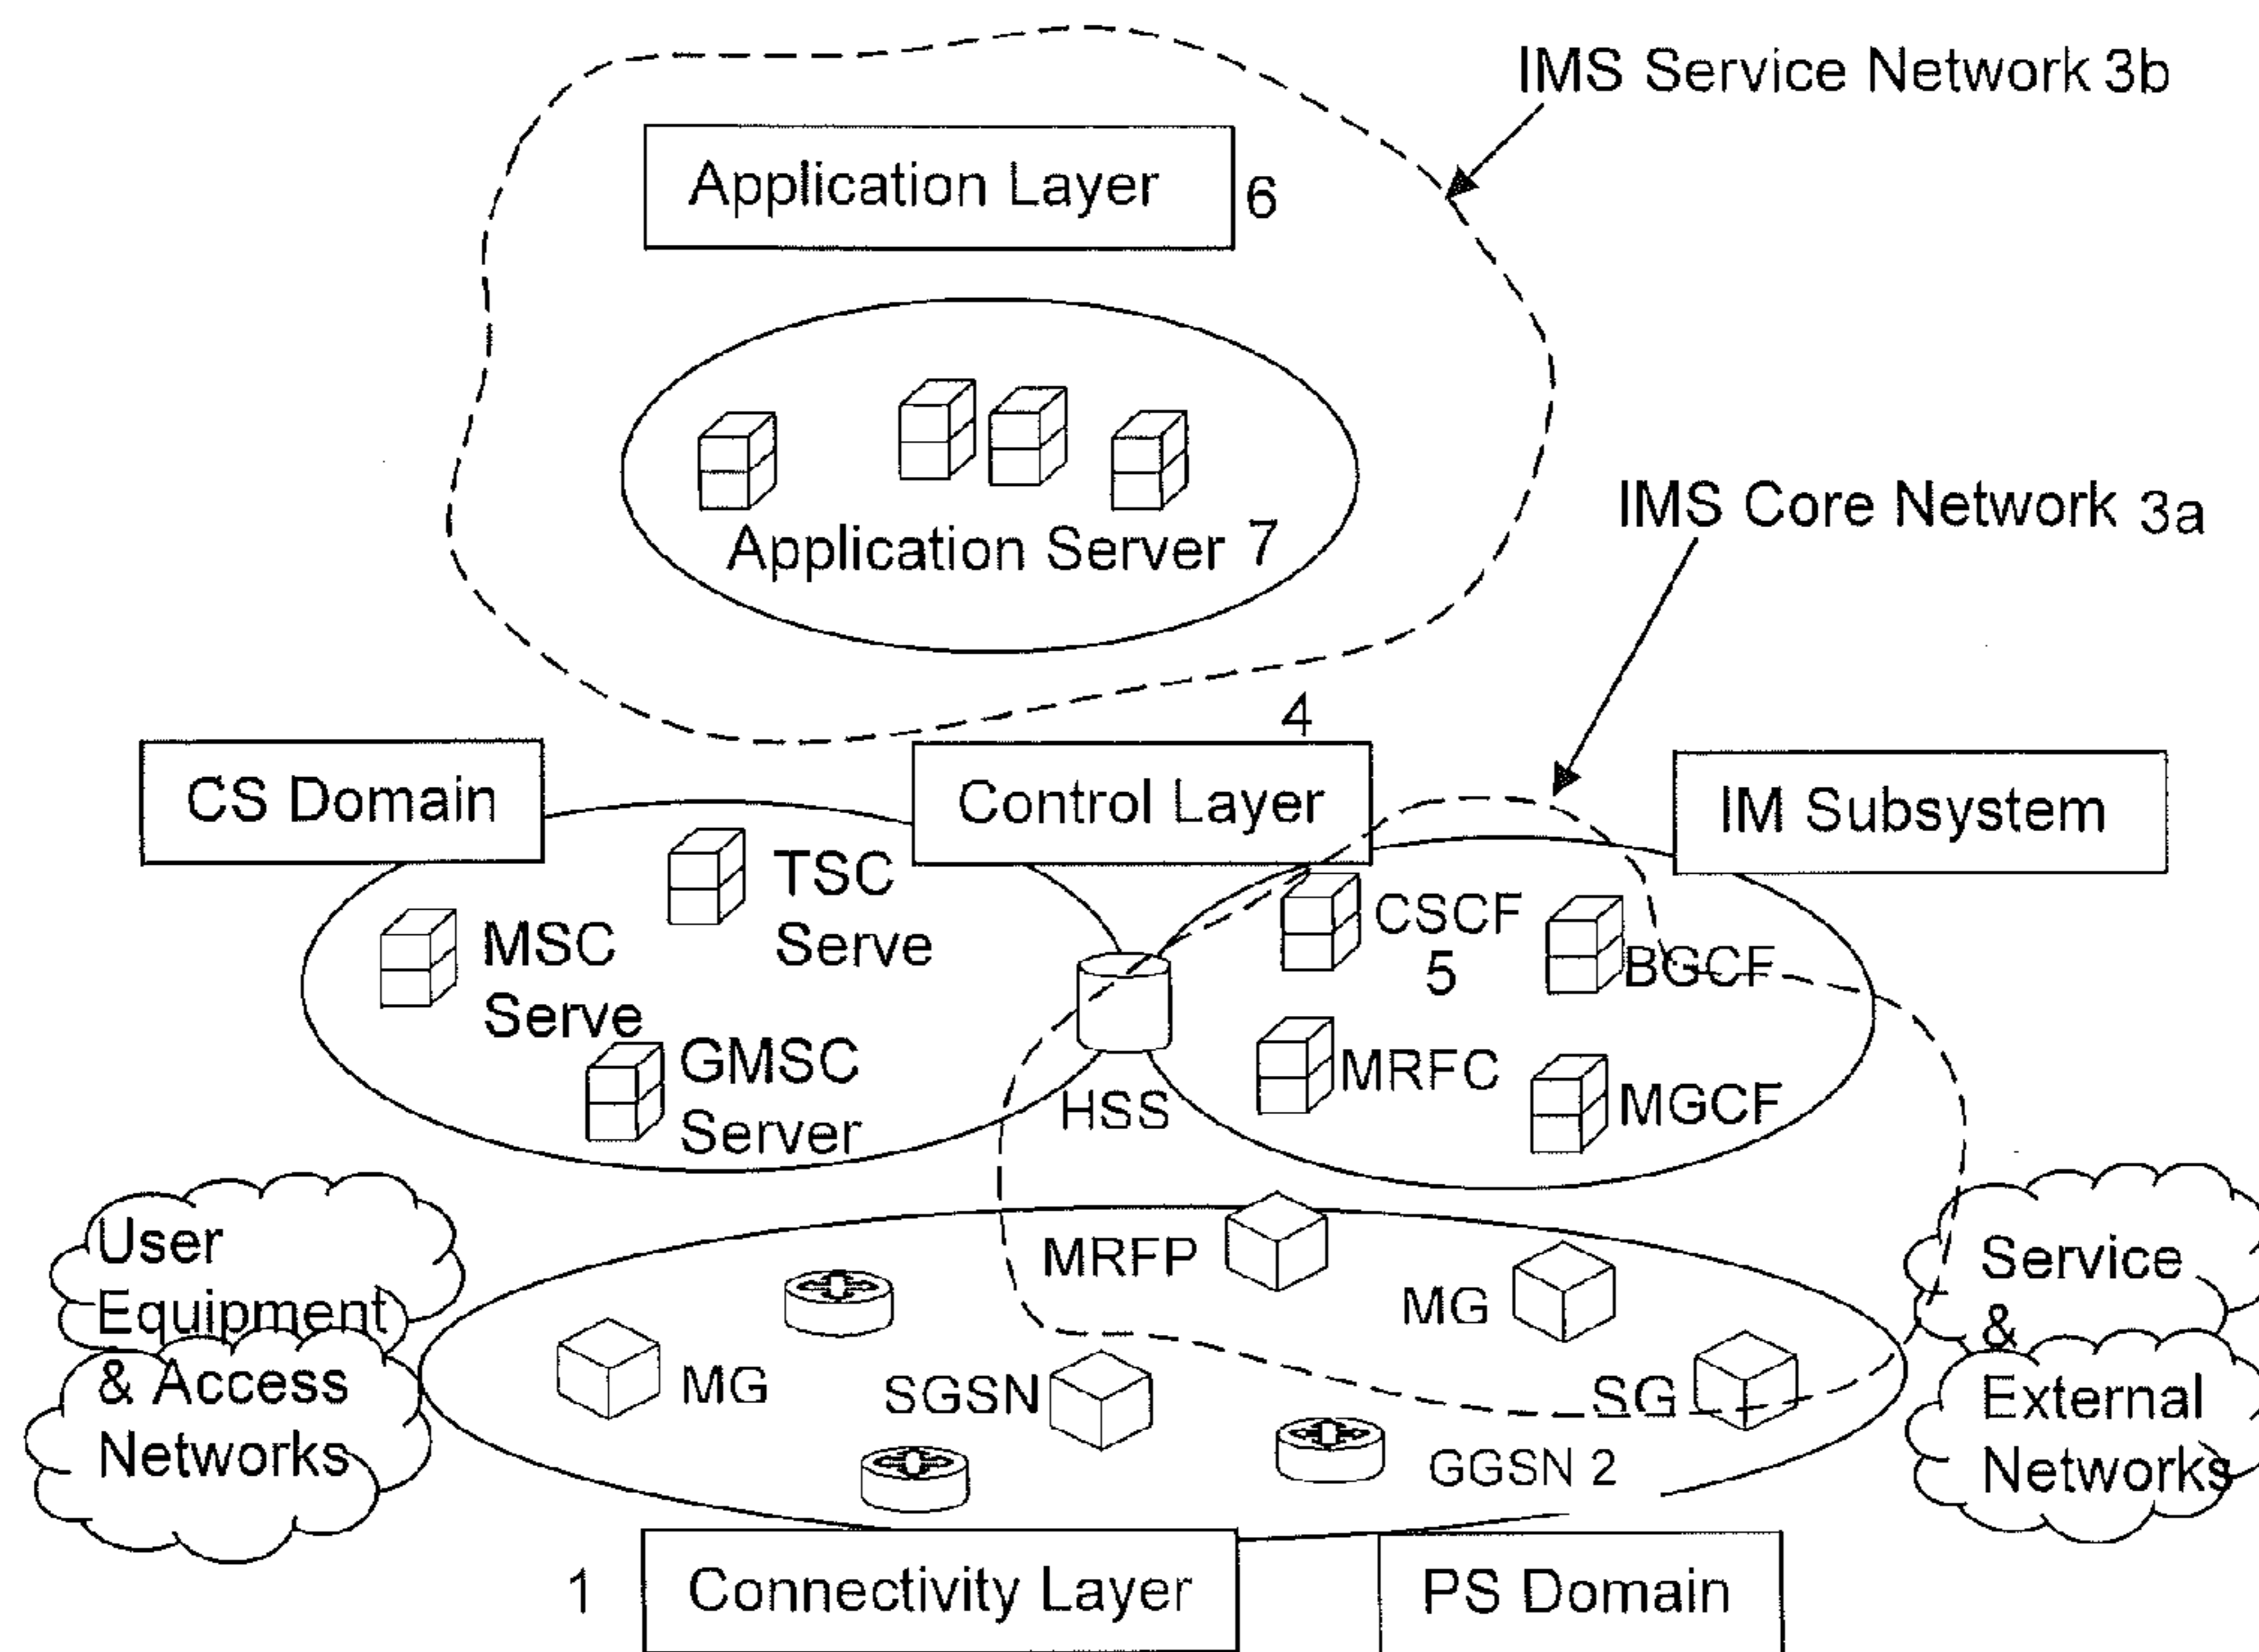 IMS Service Network 3b
Application Layer
6
IMS Core Network 3a
Application Server 7
4
CS Domain
Control Layer
IM Subsystem
TSC
Serve
MSC
Serve
GMSC
Server
HSS
CSCF
5
BGCF
MRFC
MGCF
User
Equipment
& Access
Networks
MRFP
MG
MG
SGSN
SG
GGSN 2
Service
&
External
Networks
1
Connectivity Layer
PS Domain